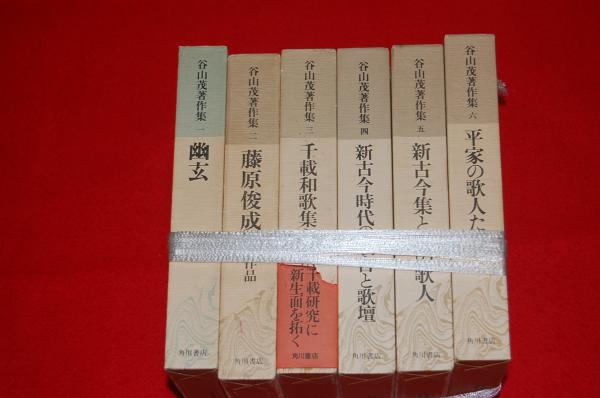 谷山茂著作集 一
幽玄
角川書店
谷山茂著作集 二
藤原俊成
作品
角川書店
谷山茂著作集 三
千載和歌集
千載研究に
新生面を拓く
角川書店
谷山茂著作集 四
新古今時代の
と歌壇
角川書店
谷山茂著作集 五
新古今集と
歌人
角川書店
谷山茂著作集 六
平家の歌人た
角川書店